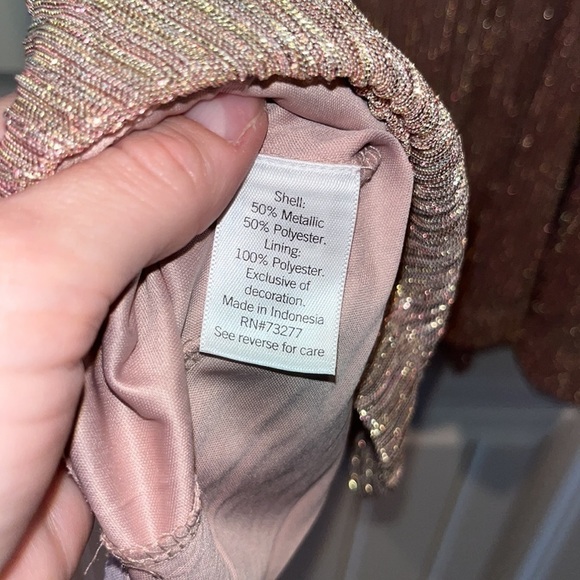 Shell:
50% Metallic
50% Polyester.
Lining:
100% Polyester.
Exclusive of
decoration.
Made in Indonesia
RN#73277
See reverse for care